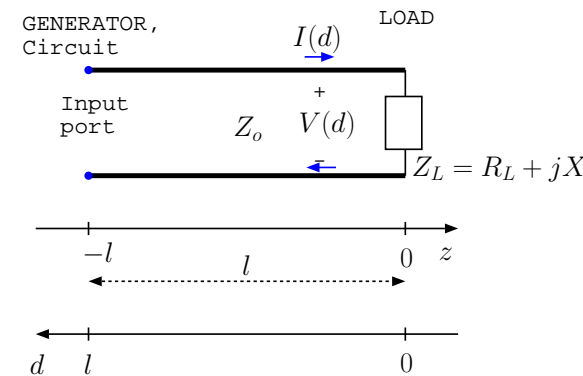 GENERATOR,
Circuit
LOAD
I(d)
+
Input
port
Z_o
V(d)
-
Z_L = R_L + jX
-l
0
z
l
d
l
0